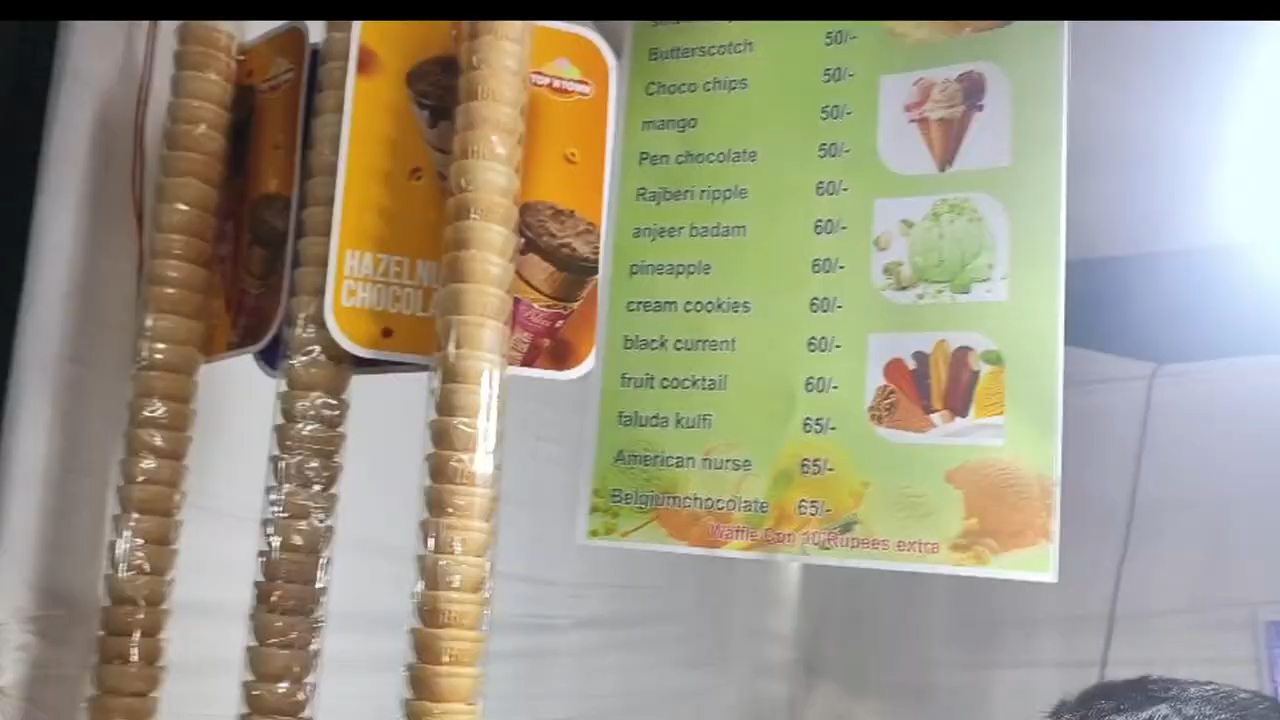 TOP N TOWN
HAZELNU
CHOCOLA
Butterscotch 50/-
Choco chips 50/-
mango 50/-
Pen chocolate 50/-
Rajberi ripple 60/-
anjeer badam 60/-
pineapple 60/-
cream cookies 60/-
black current 60/-
fruit cocktail 60/-
faluda kulfi 65/-
American nurse 65/-
Belgiumchocolate 65/-
Waffle Con 10 Rupees extra